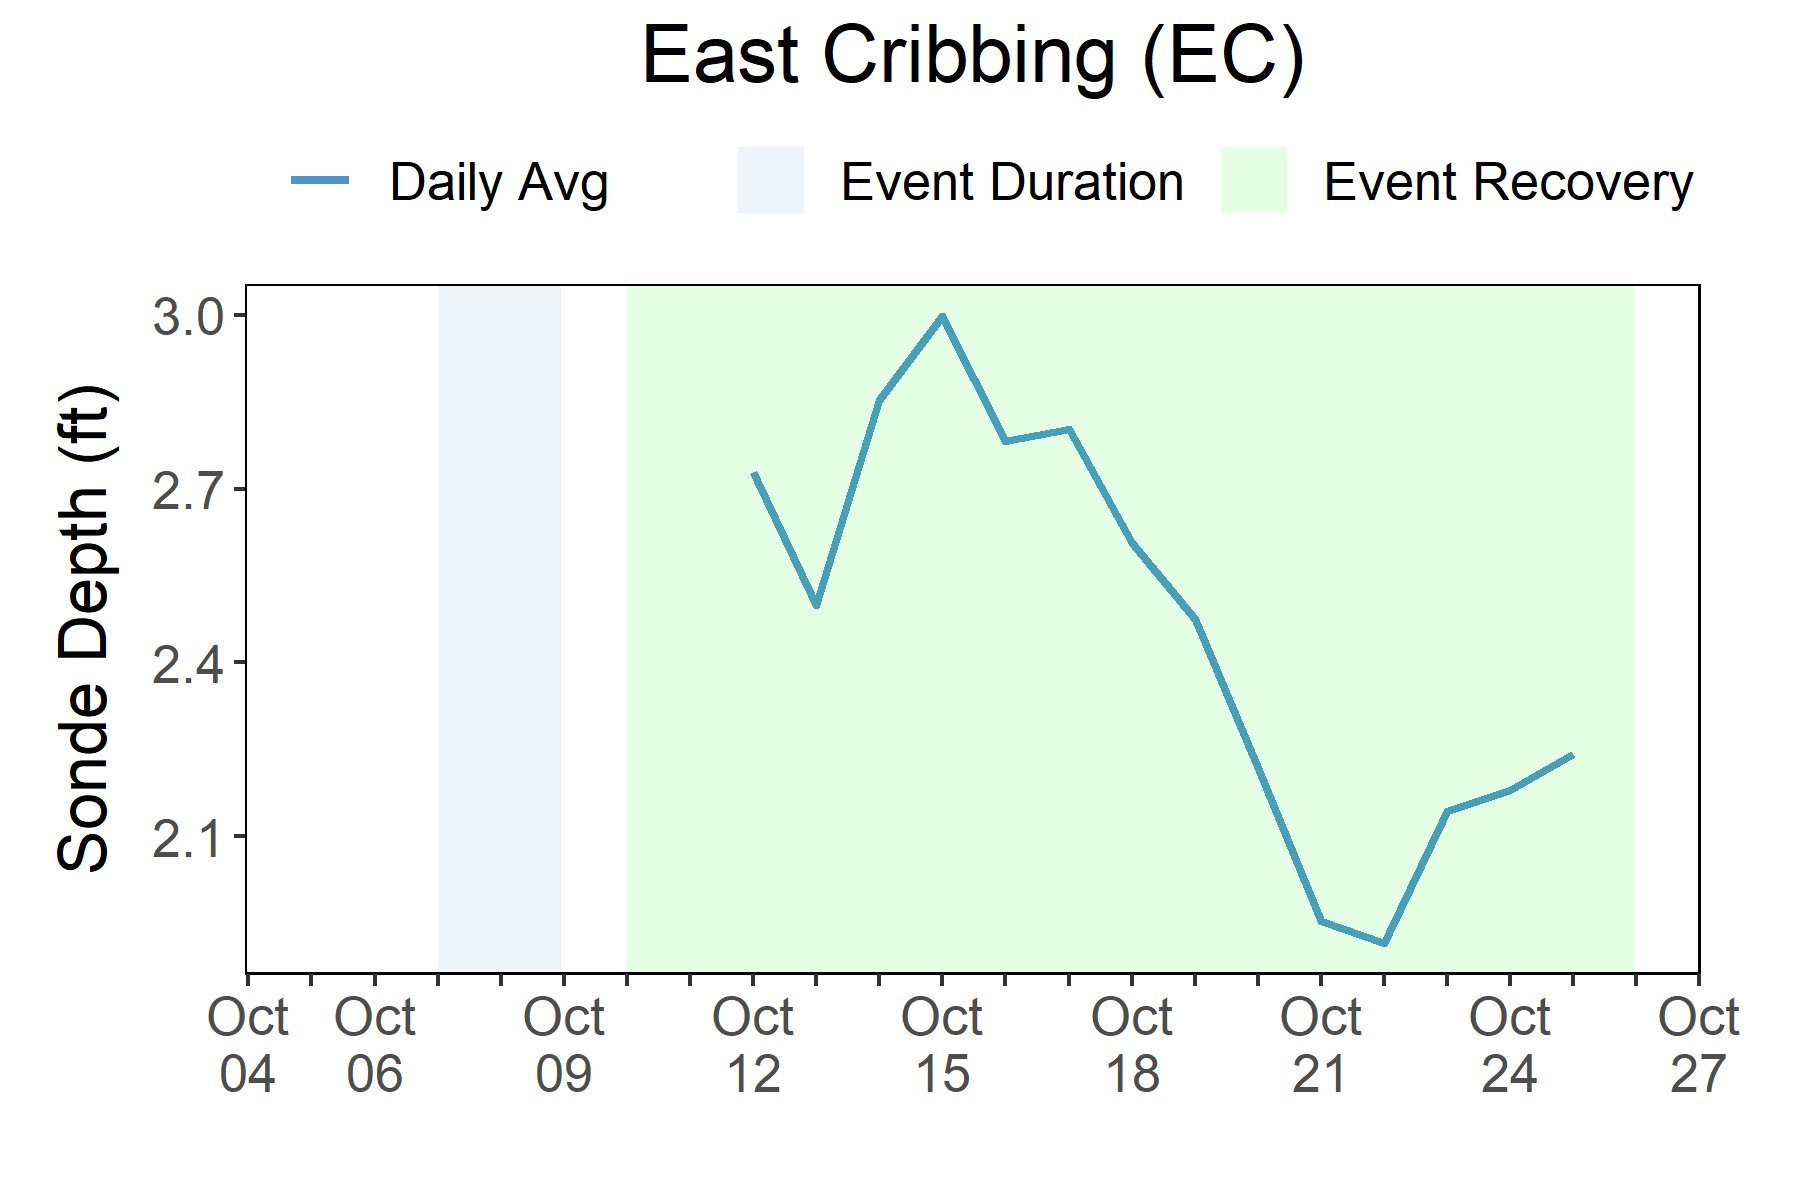 East Cribbing (EC)
Daily Avg Event Duration Event Recovery
Sonde Depth (ft)
3.0
2.7
2.4
2.1
Oct Oct Oct Oct Oct Oct Oct Oct Oct
04 06 09 12 15 18 21 24 27